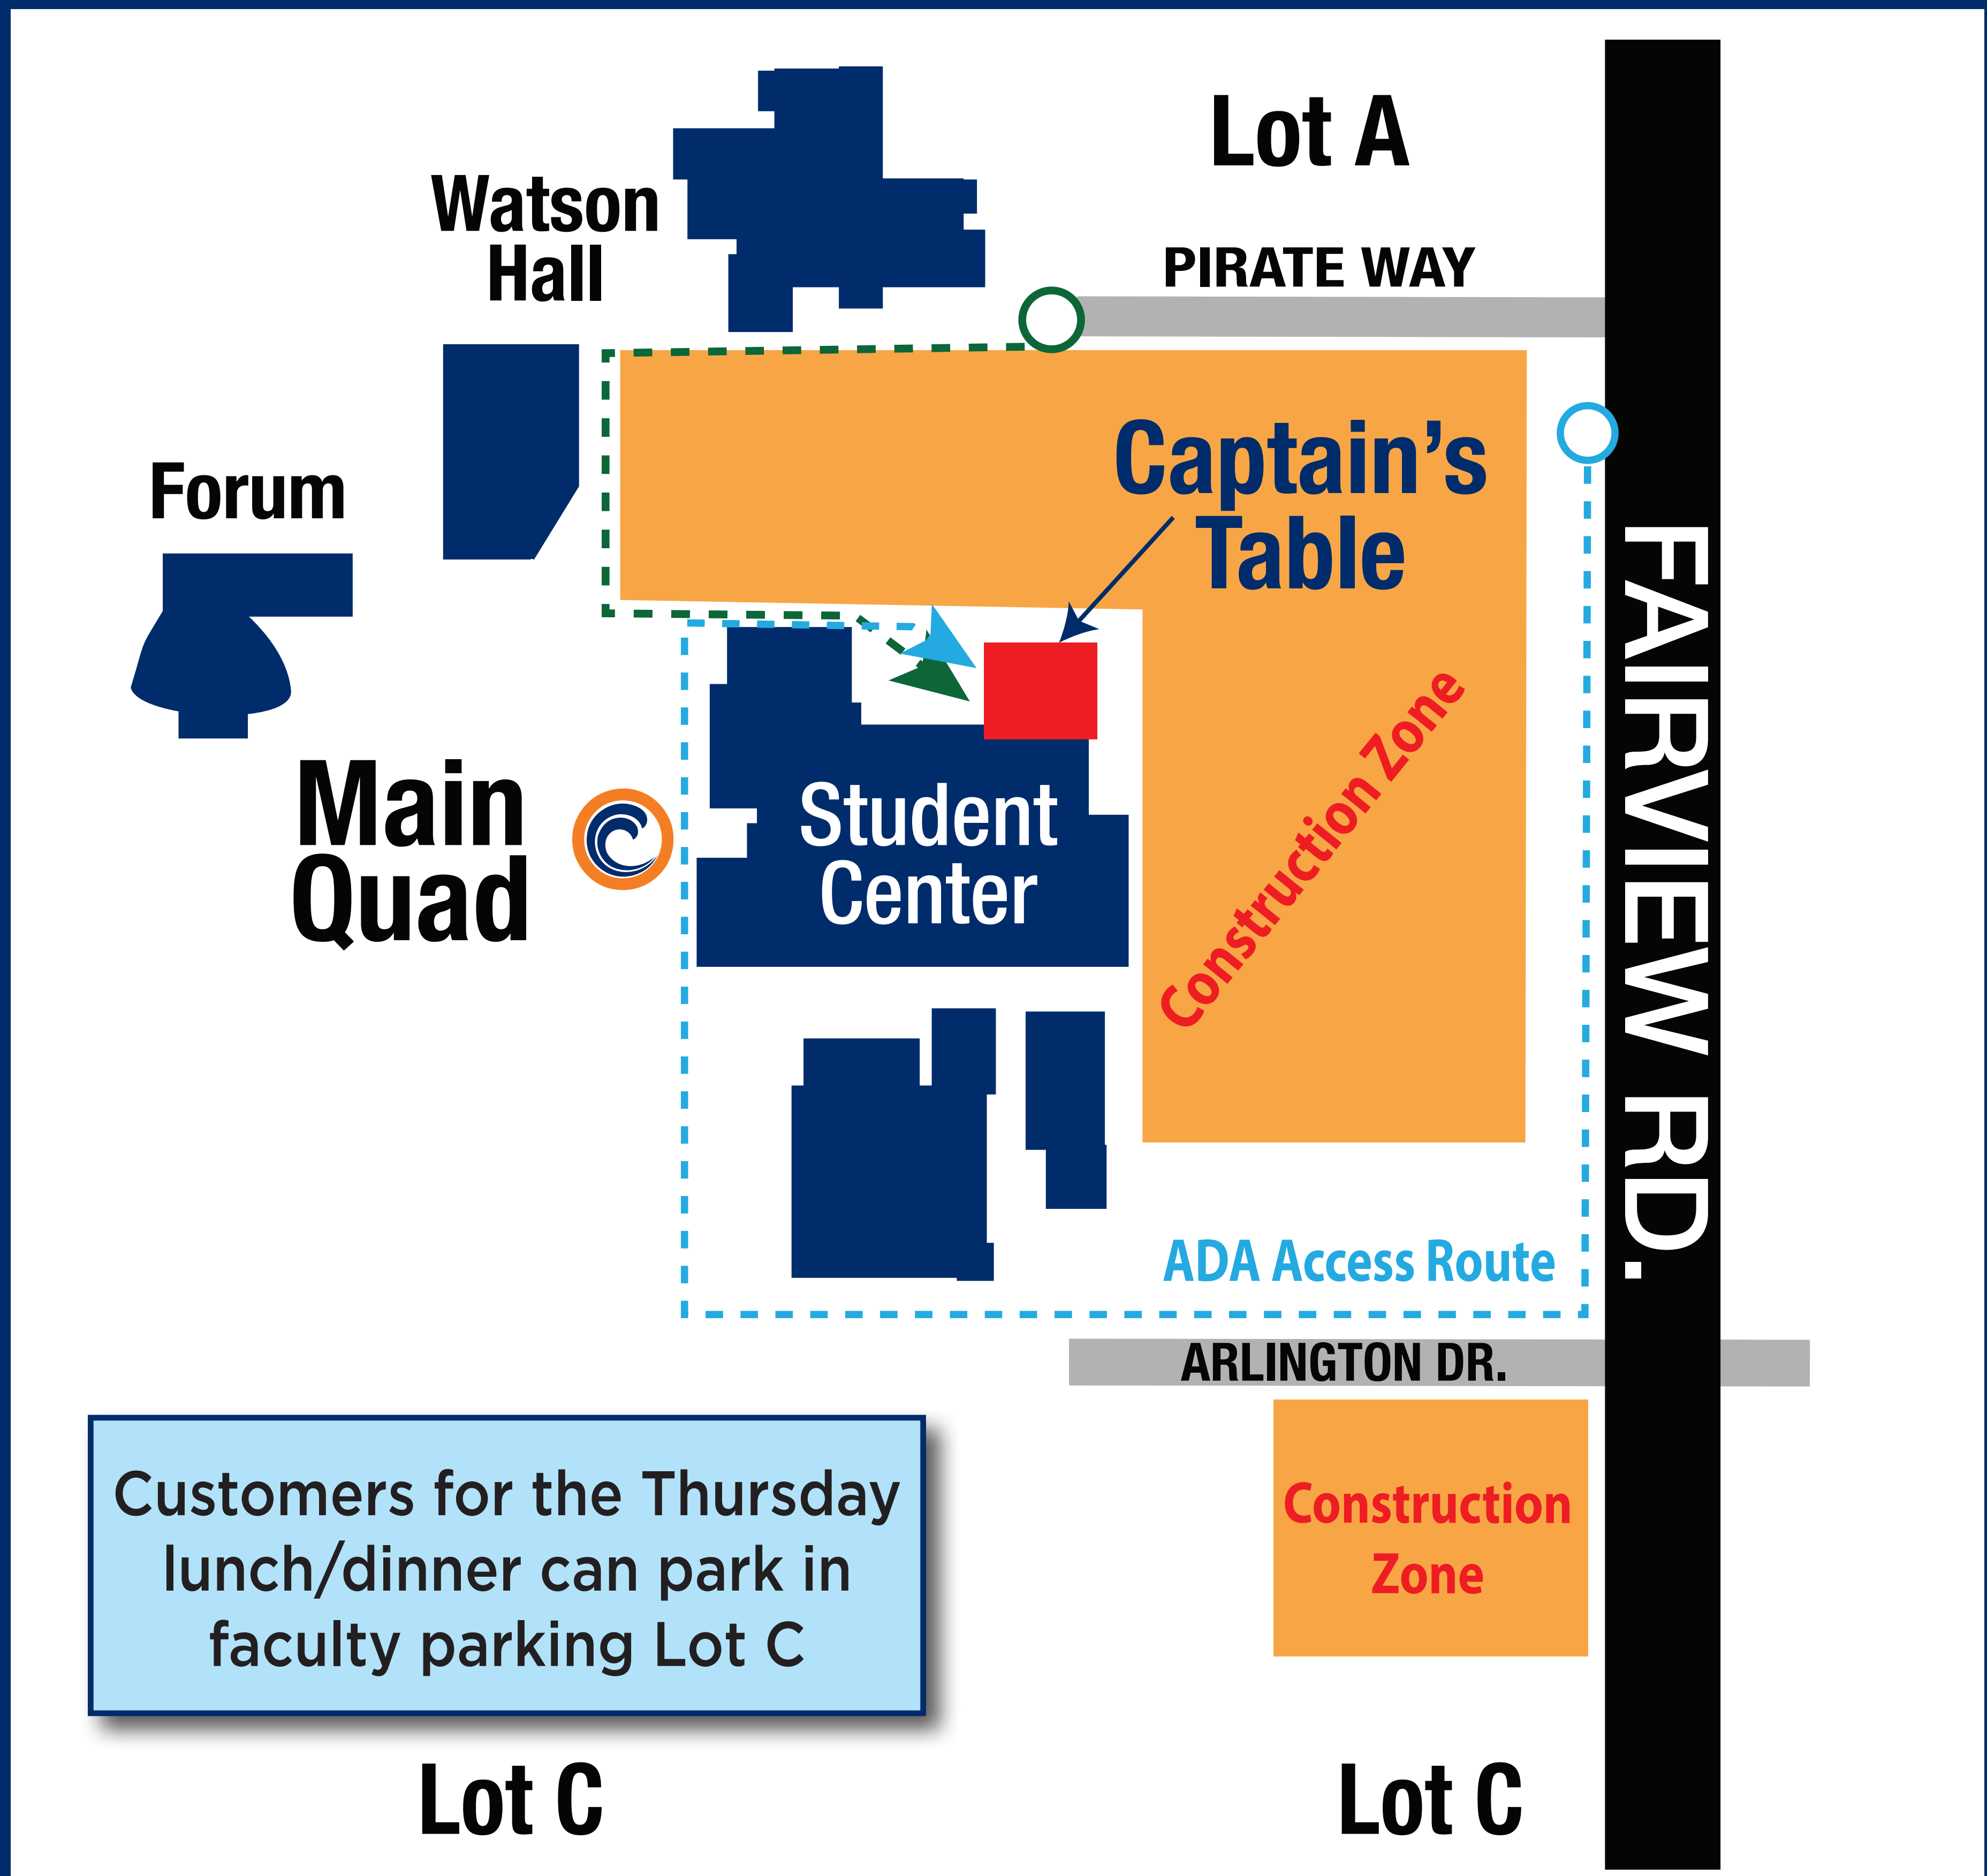 Lot A
Watson
Hall
PIRATE WAY
Captain's
Table
Forum
FAIRVIEW RD.
Construction Zone
Main
Quad
Student
Center
ADA Access Route
ARLINGTON DR.
Customers for the Thursday
lunch/dinner can park in
faculty parking Lot C
Construction
Zone
Lot C
Lot C